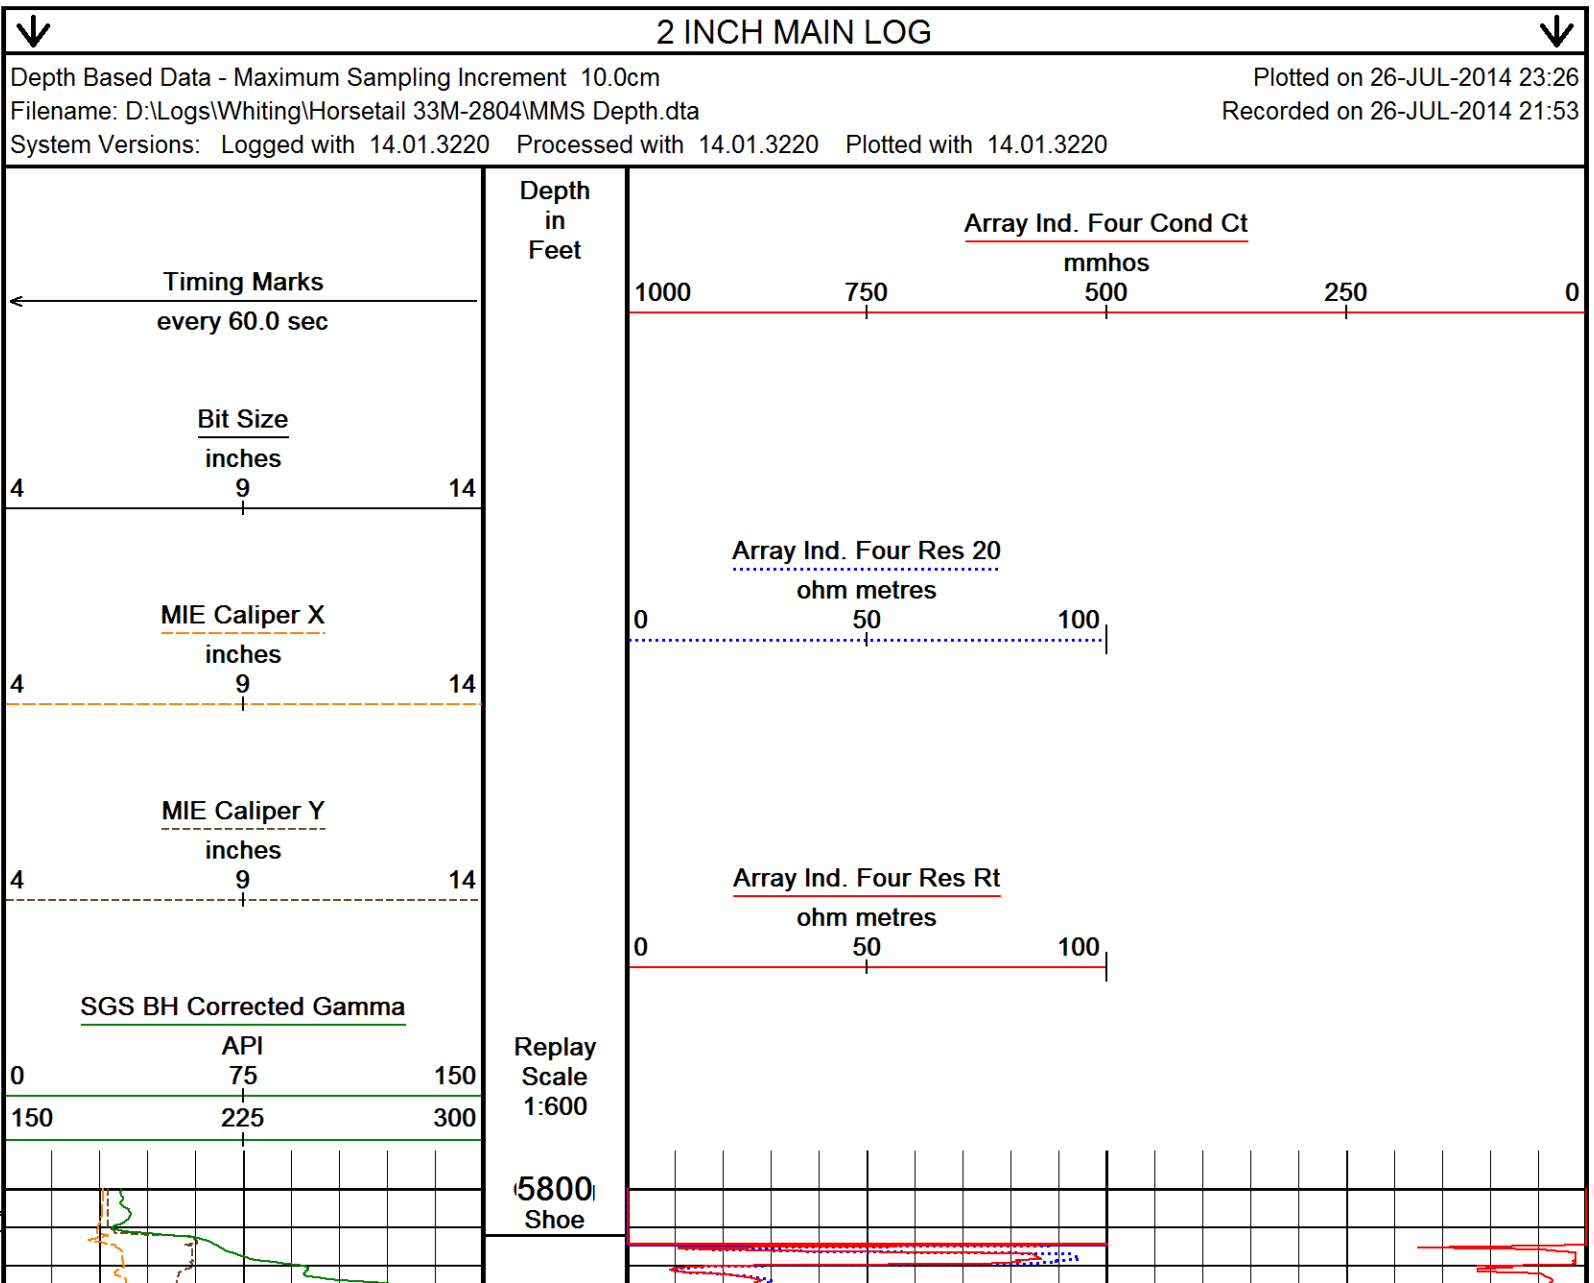 2 INCH MAIN LOG
Depth Based Data - Maximum Sampling Increment 10.0cm
Plotted on 26-JUL-2014 23:26
Filename: D:\Logs\Whiting\Horsetail 33M-2804\MMS Depth.dta
Recorded on 26-JUL-2014 21:53
System Versions: Logged with 14.01.3220 Processed with 14.01.3220 Plotted with 14.01.3220
Timing Marks
every 60.0 sec
Bit Size
inches
4 9 14
MIE Caliper X
inches
4 9 14
MIE Caliper Y
inches
4 9 14
SGS BH Corrected Gamma
API
0 75 150
150 225 300
Depth
in
Feet
Replay
Scale
1:600
5800
Shoe
Array Ind. Four Cond Ct
mmhos
1000 750 500 250 0
Array Ind. Four Res 20
ohm metres
0 50 100
Array Ind. Four Res Rt
ohm metres
0 50 100